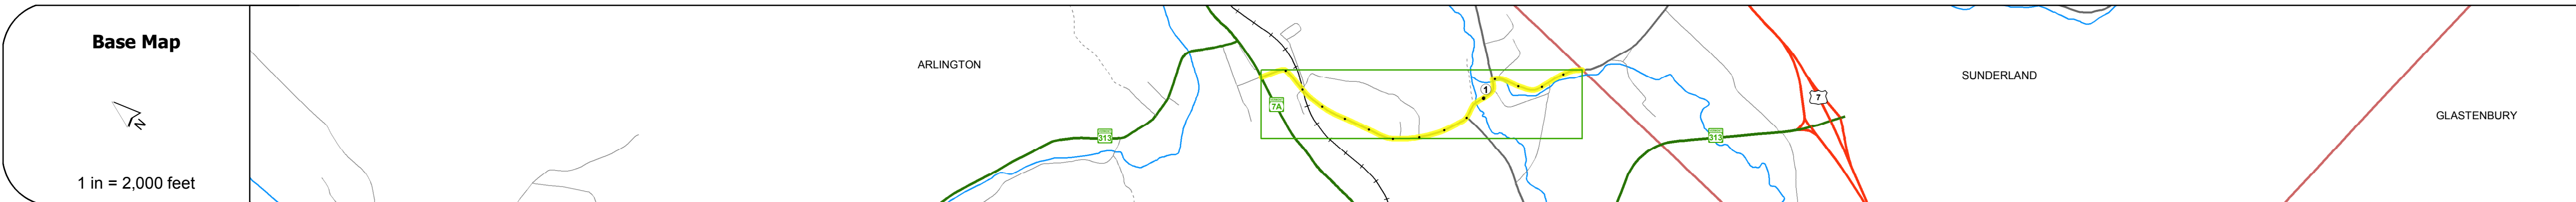 Base Map
N
1 in = 2,000 feet
ARLINGTON
313
7A
1
SUNDERLAND
7
313
GLASTENBURY